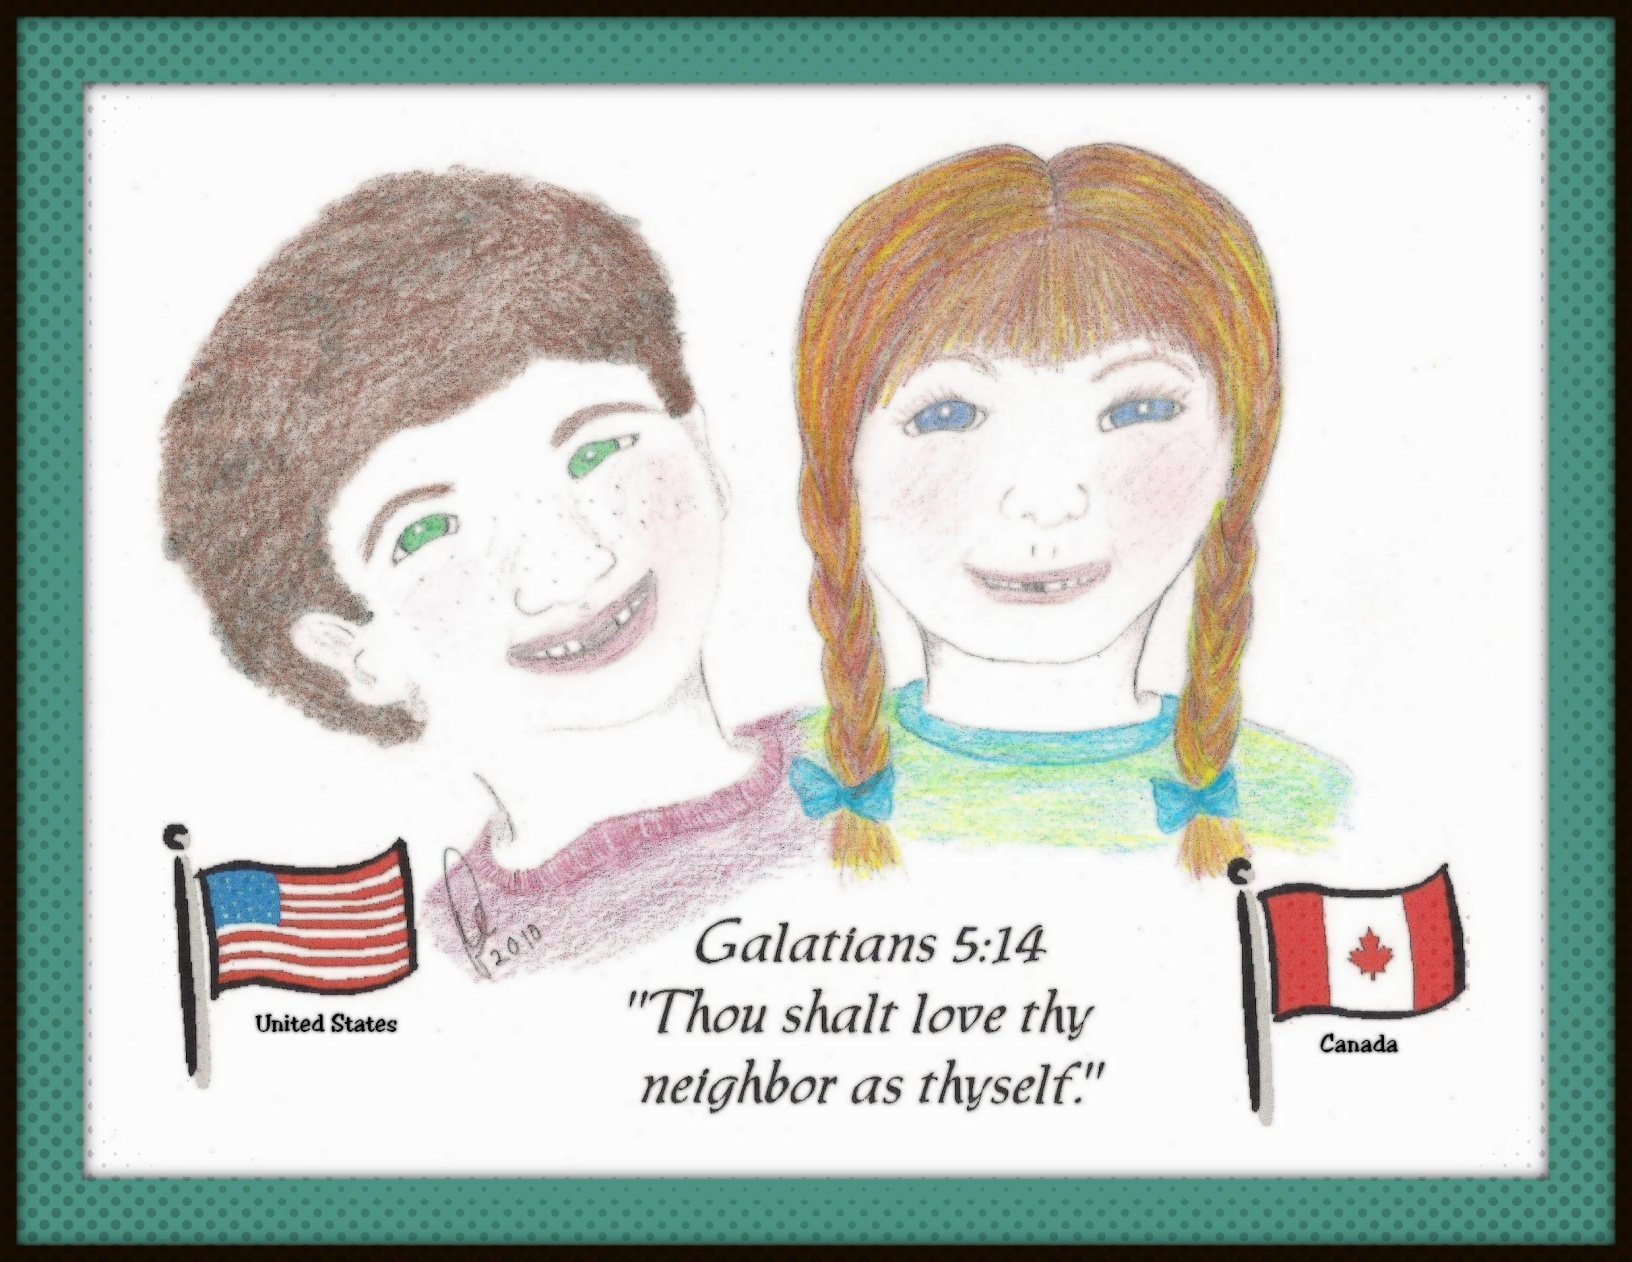 2010
Galatians 5:14
"Thou shalt love thy
neighbor as thyself."
United States
Canada